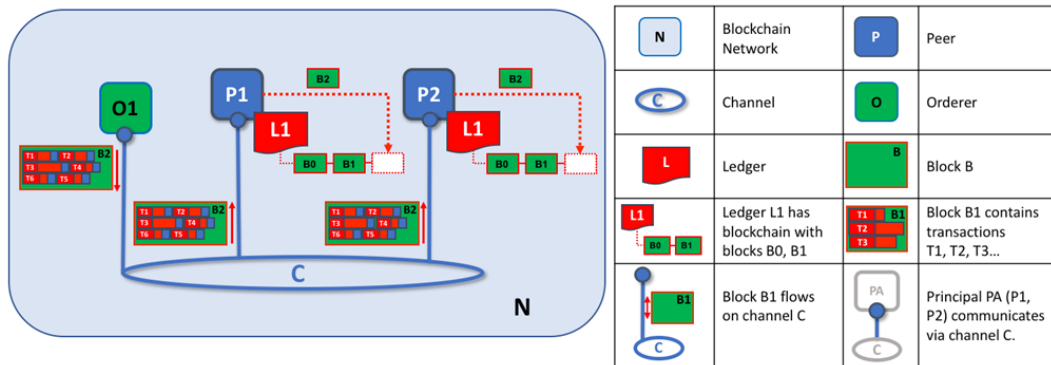 B2
B2
O1
P1
P2
L1
L1
B0 B1
B0 B1
B2
T1 T2
T3 T4
T6 T5
B2
T1 T2
T3 T4
T6 T5
B2
T1 T2
T3 T4
T6 T5
C
N
N
Blockchain
Network
P
Peer
C
Channel
O
Orderer
L
Ledger
B
Block B
L1
B0 B1
Ledger L1 has
blockchain with
blocks B0, B1
B1
T1
T2
T3
Block B1 contains
transactions
T1, T2, T3...
B1
C
Block B1 flows
on channel C
PA
C
Principal PA (P1,
P2) communicates
via channel C.